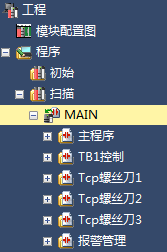 工程
模块配置图
程序
初始
扫描
MAIN
主程序
TB1控制
Tcp螺丝刀1
Tcp螺丝刀2
Tcp螺丝刀3
报警管理